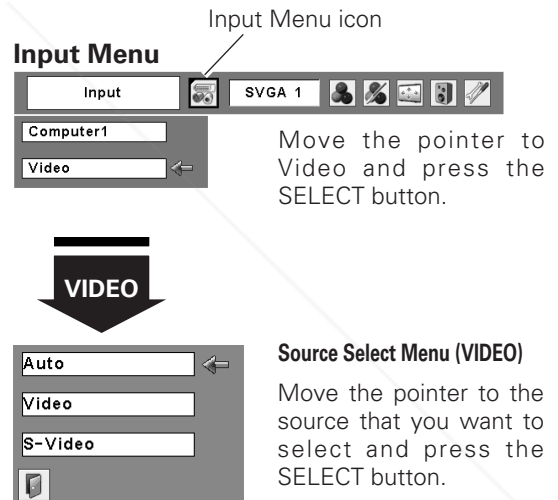 Input Menu icon
Input Menu
Input
SVGA 1
Computer1
Video
Move the pointer to
Video and press the
SELECT button.
VIDEO
Auto
Video
S-Video
Source Select Menu (VIDEO)
Move the pointer to the
source that you want to
select and press the
SELECT button.